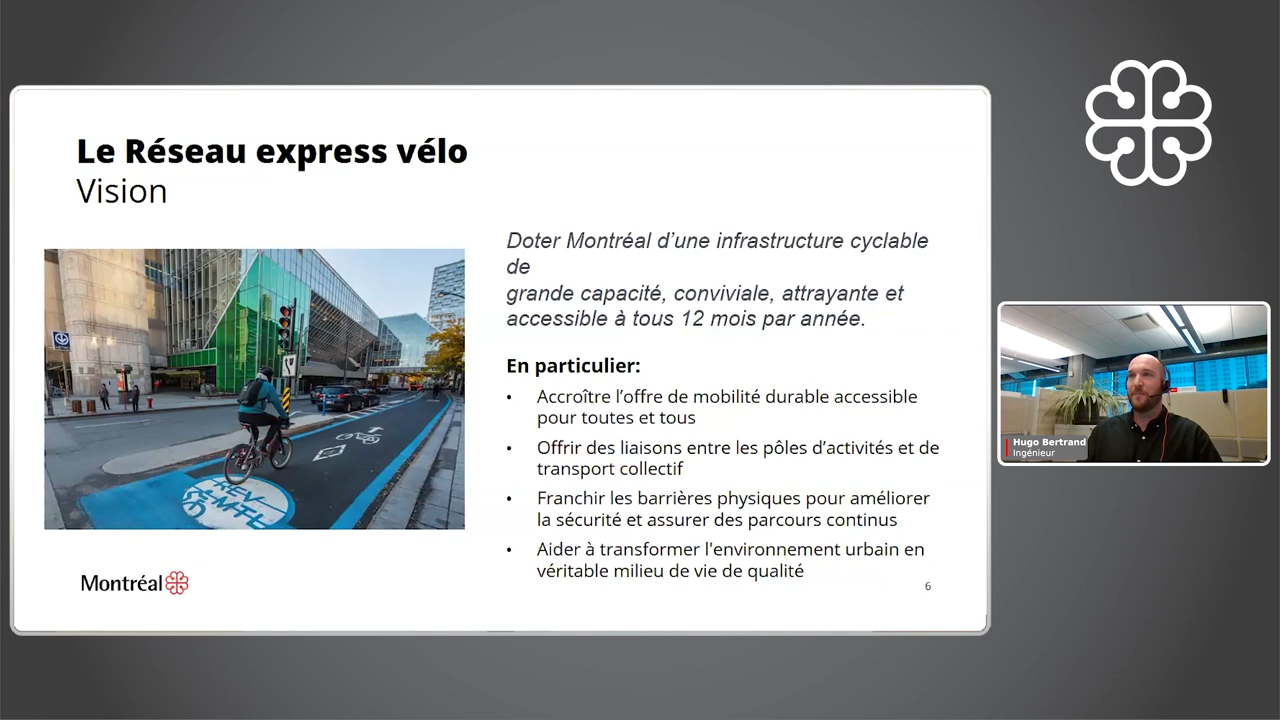 Le Réseau express vélo
Vision
Doter Montréal d’une infrastructure cyclable
de
grande capacité, conviviale, attrayante et
accessible à tous 12 mois par année.
En particulier:
• Accroître l’offre de mobilité durable accessible
pour toutes et tous
• Offrir des liaisons entre les pôles d’activités et de
transport collectif
• Franchir les barrières physiques pour améliorer
la sécurité et assurer des parcours continus
• Aider à transformer l'environnement urbain en
véritable milieu de vie de qualité
REV
Montréal
6
Hugo Bertrand
Ingénieur